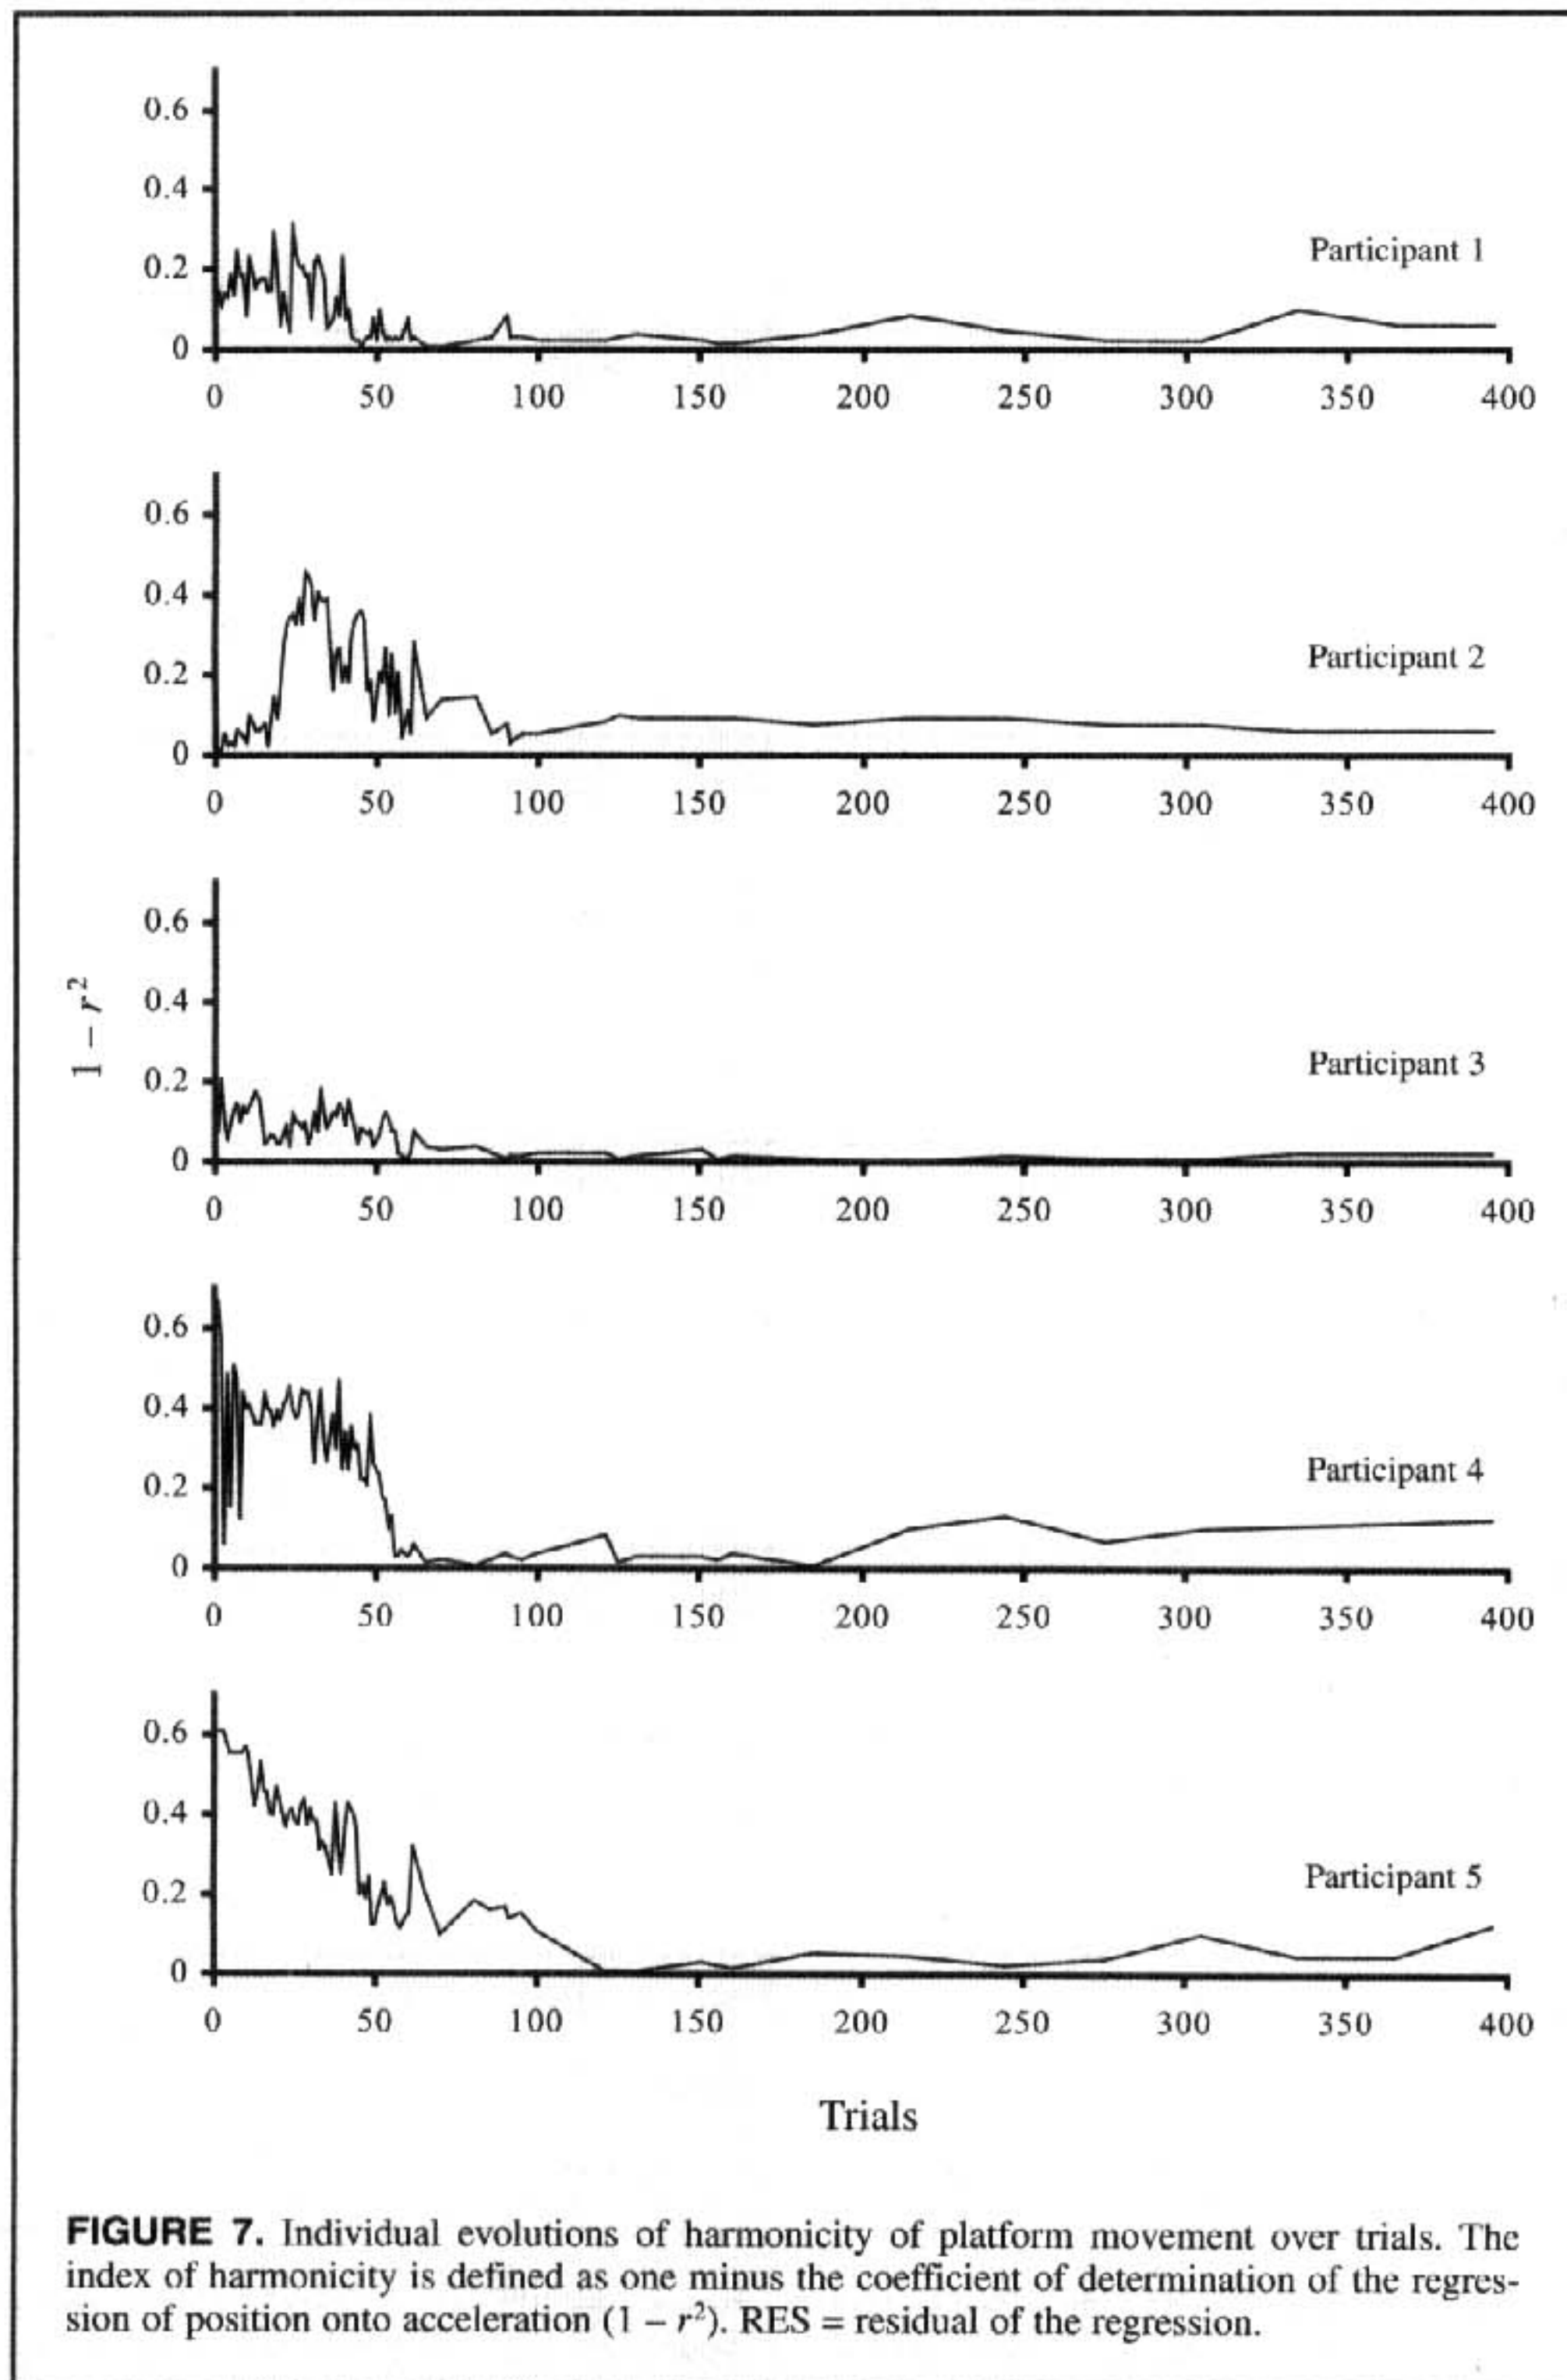 0.6
0.4
0.2
0
Participant 1
0 50 100 150 200 250 300 350 400
0.6
0.4
0.2
0
Participant 2
0 50 100 150 200 250 300 350 400
1 – r²
0.6
0.4
0.2
0
Participant 3
0 50 100 150 200 250 300 350 400
0.6
0.4
0.2
0
Participant 4
0 50 100 150 200 250 300 350 400
0.6
0.4
0.2
0
Participant 5
0 50 100 150 200 250 300 350 400
Trials
FIGURE 7. Individual evolutions of harmonicity of platform movement over trials. The
index of harmonicity is defined as one minus the coefficient of determination of the regres-
sion of position onto acceleration (1 – r²). RES = residual of the regression.